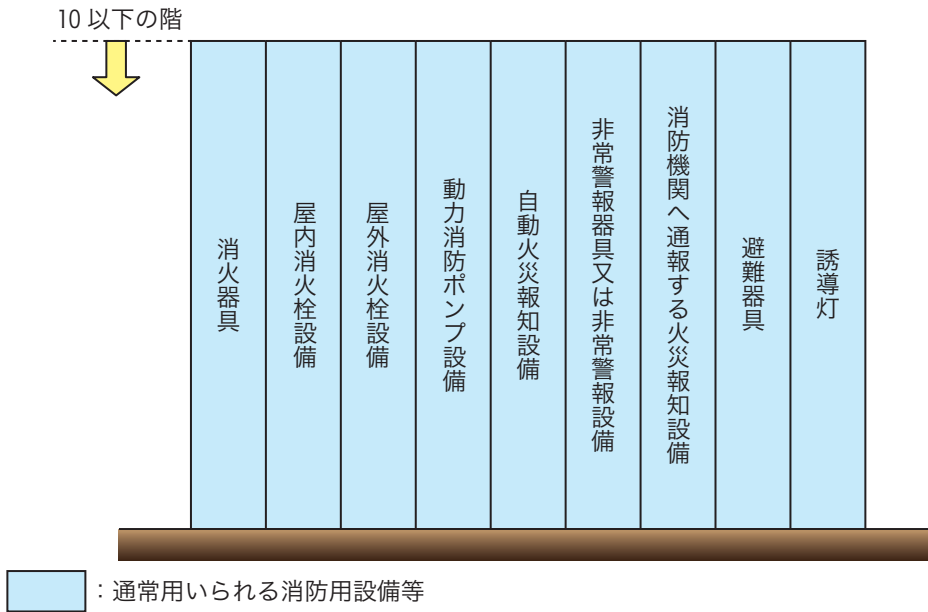 10 以下の階
消火器具
屋内消火栓設備
屋外消火栓設備
動力消防ポンプ設備
自動火災報知設備
非常警報器具又は非常警報設備
消防機関へ通報する火災報知設備
避難器具
誘導灯
：通常用いられる消防用設備等